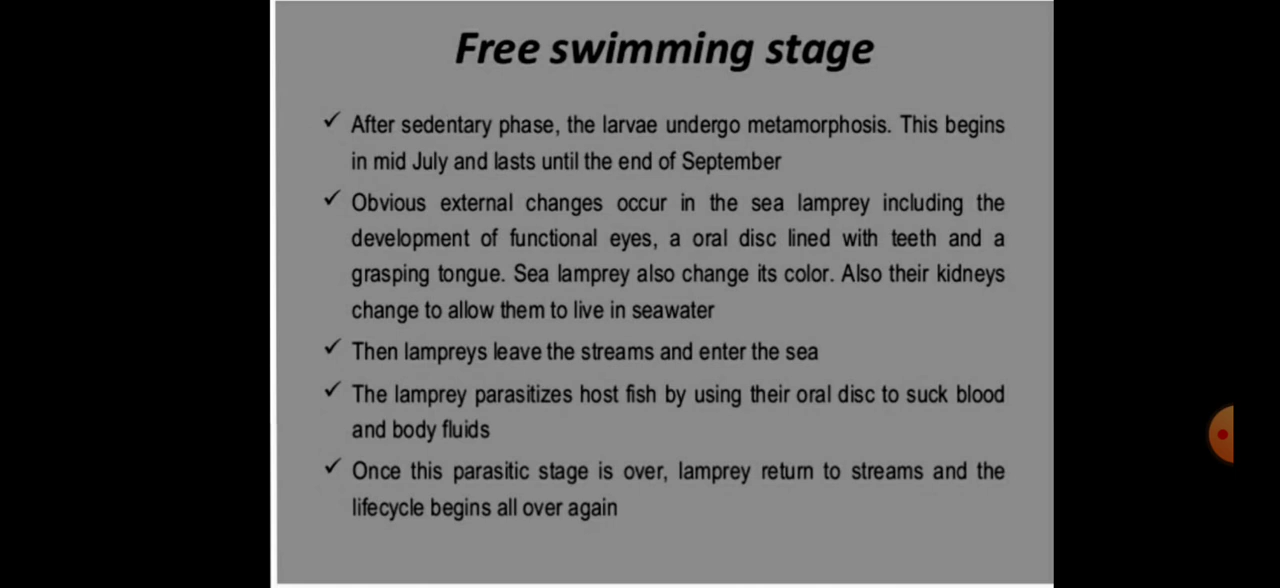 Free swimming stage
✓ After sedentary phase, the larvae undergo metamorphosis. This begins
in mid July and lasts until the end of September
✓ Obvious external changes occur in the sea lamprey including the
development of functional eyes, a oral disc lined with teeth and a
grasping tongue. Sea lamprey also change its color. Also their kidneys
change to allow them to live in seawater
✓ Then lampreys leave the streams and enter the sea
✓ The lamprey parasitizes host fish by using their oral disc to suck blood
and body fluids
✓ Once this parasitic stage is over, lamprey return to streams and the
lifecycle begins all over again